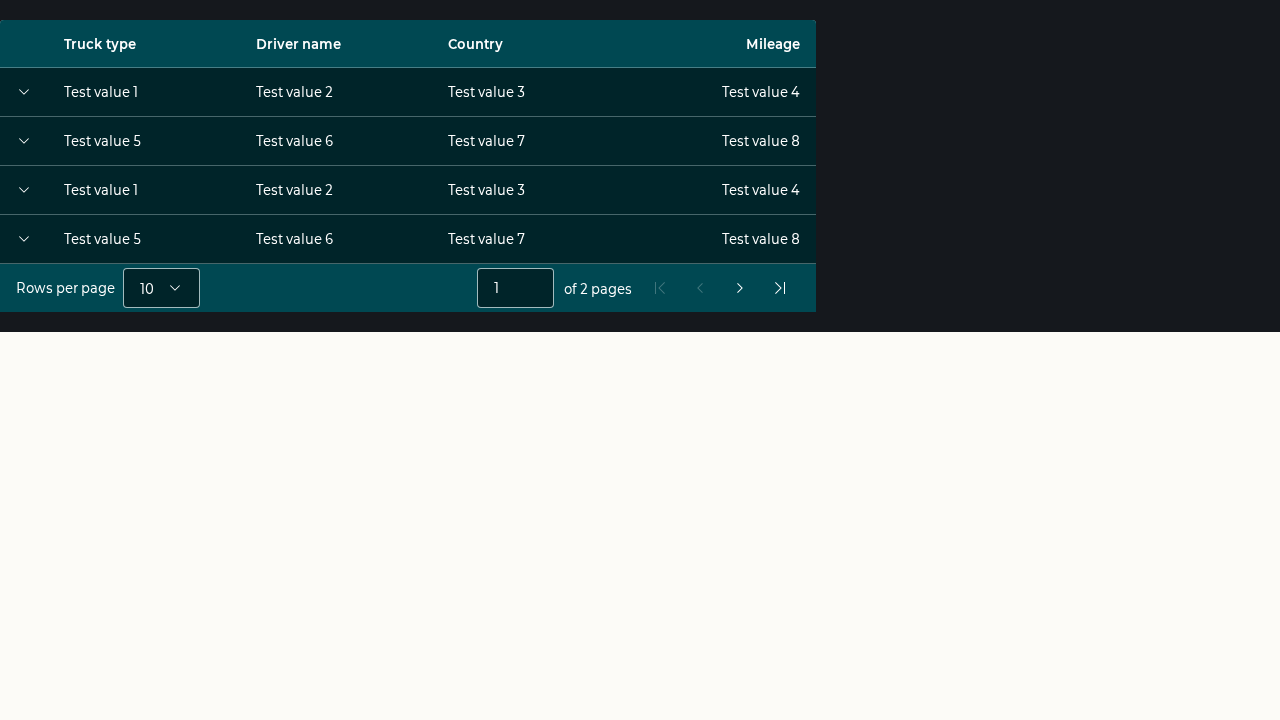 Truck type Driver name Country Mileage
Test value 1 Test value 2 Test value 3 Test value 4
Test value 5 Test value 6 Test value 7 Test value 8
Test value 1 Test value 2 Test value 3 Test value 4
Test value 5 Test value 6 Test value 7 Test value 8
Rows per page 10 1 of 2 pages